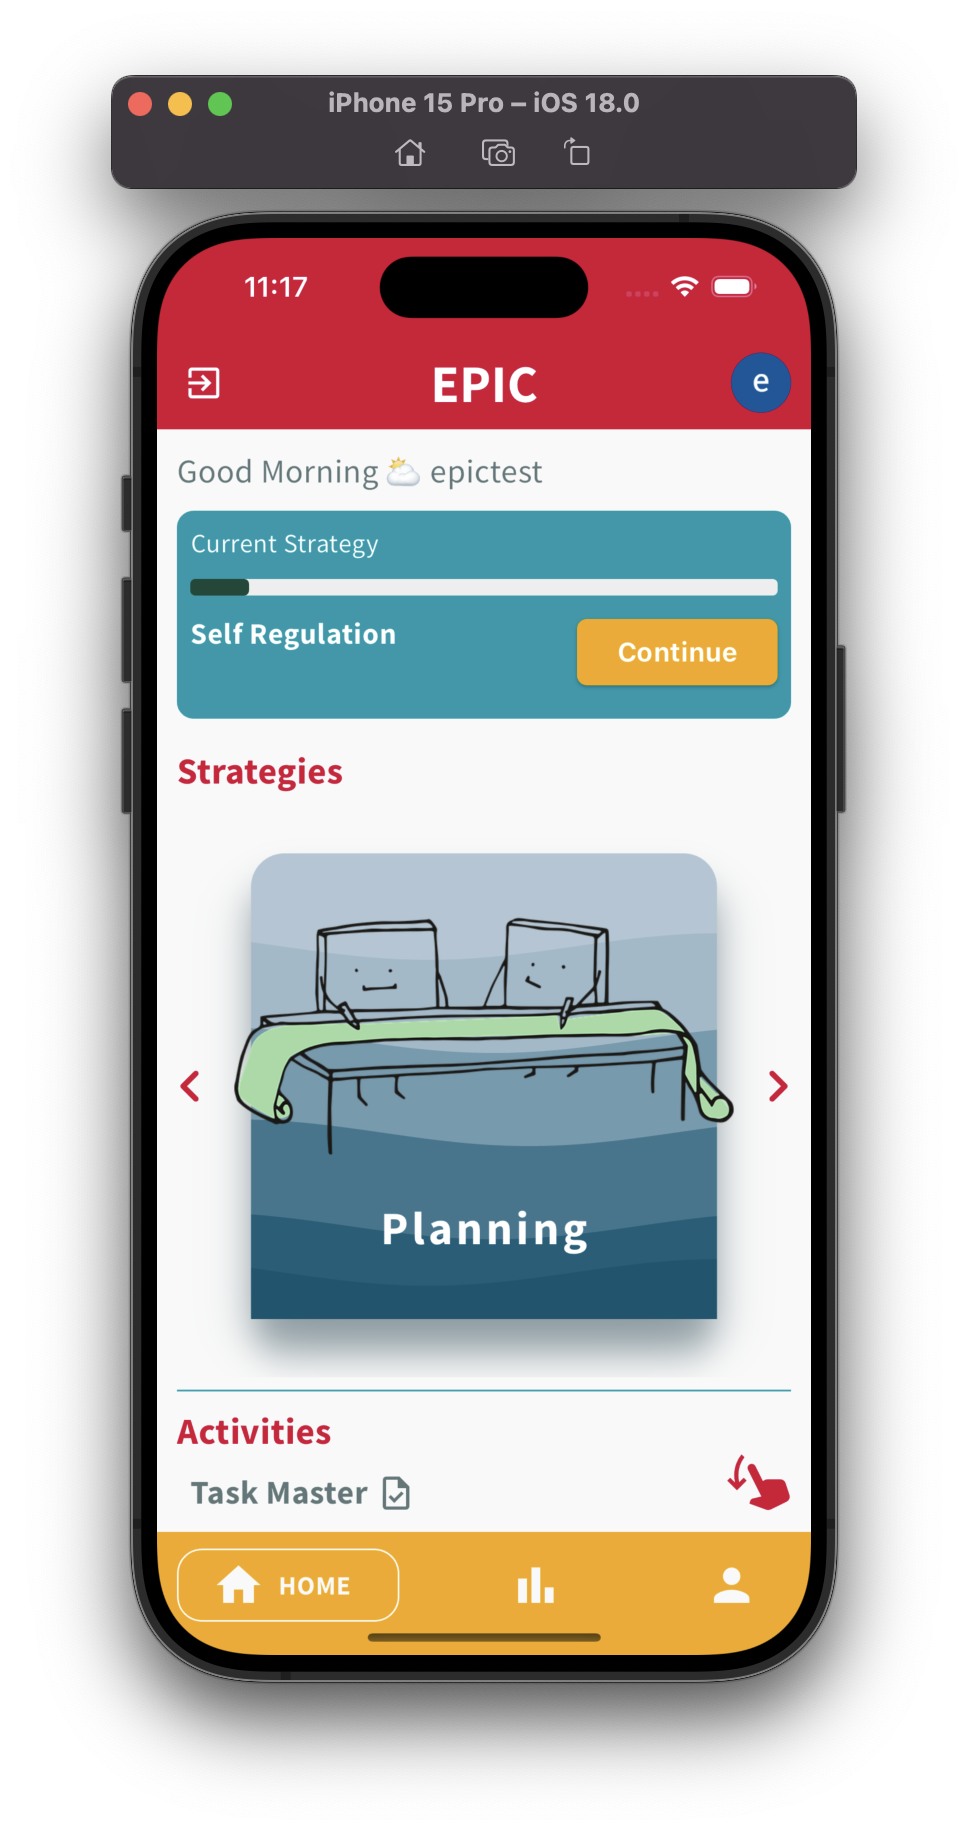 iPhone 15 Pro – iOS 18.0
11:17
EPIC
e
Good Morning 🌥️ epictest
Current Strategy
Self Regulation
Continue
Strategies
Planning
Activities
Task Master
HOME